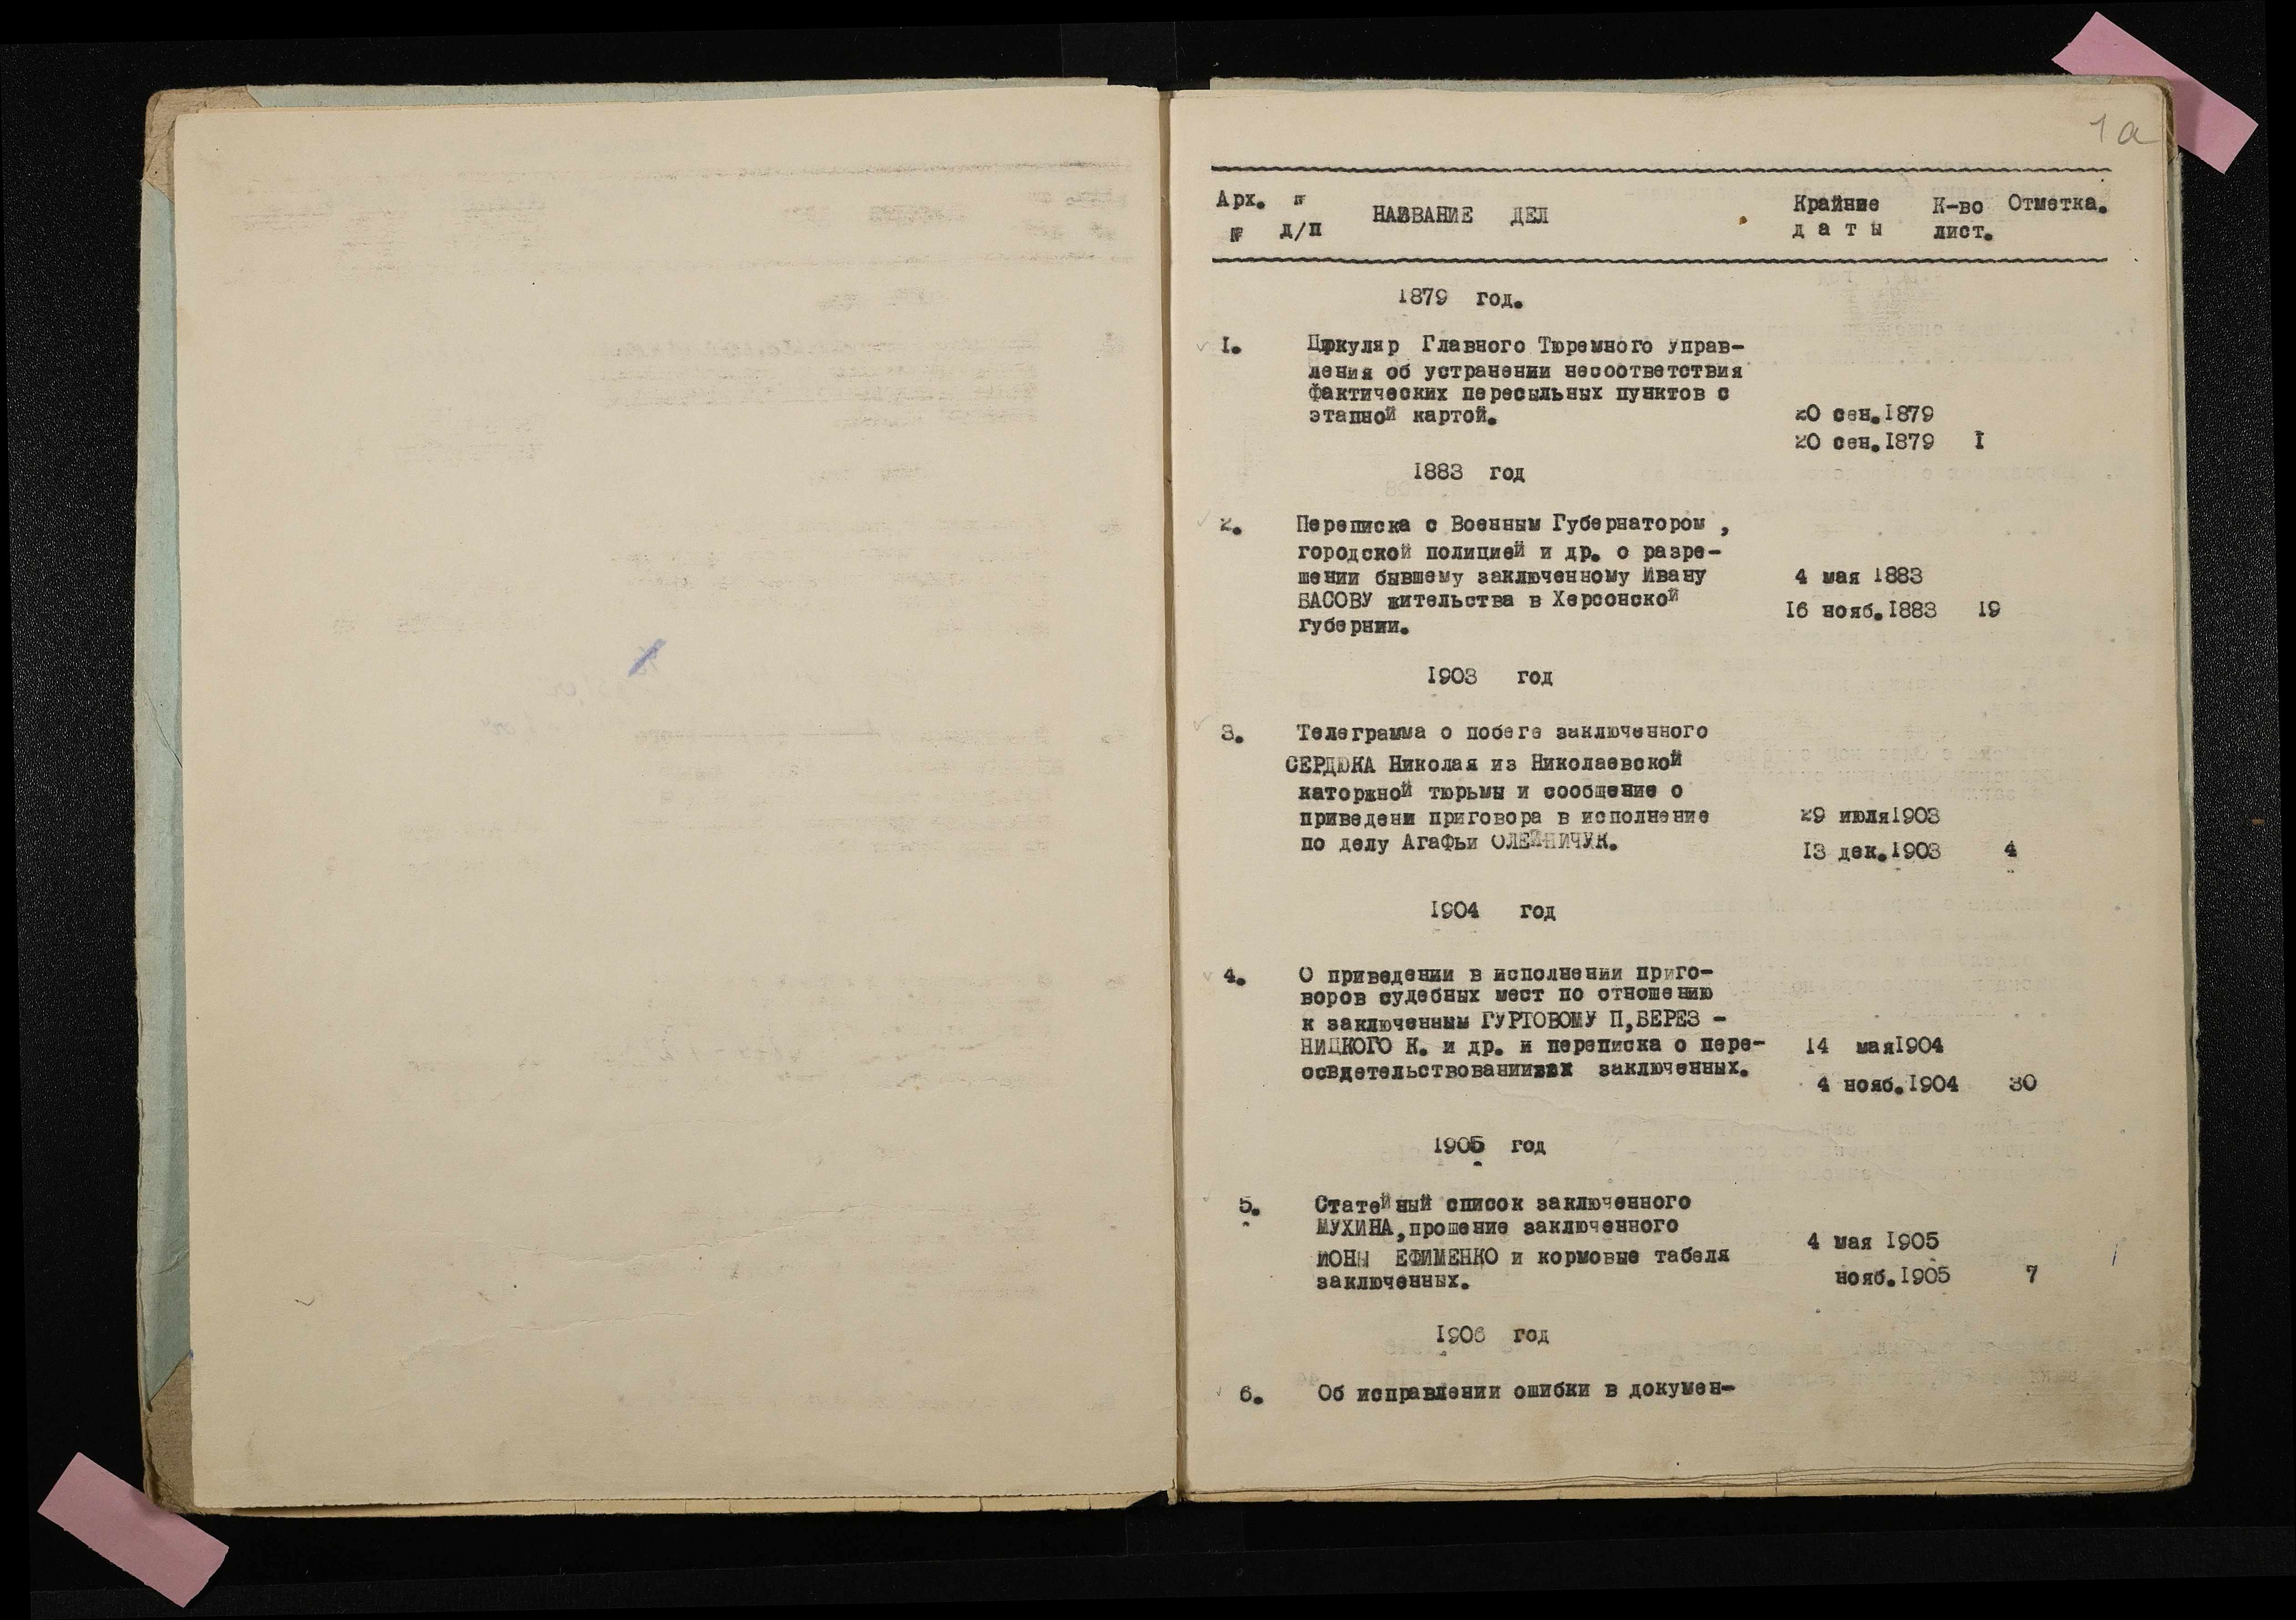 1а
Арх. № НАЗВАНИЕ ДЕЛ Крайние К-во Отметка.
№ д/п даты лист.
1879 год.
1. Циркуляр Главного Тюремного Управ-
ления об устранении несоответствия
фактических пересыльных пунктов с
этапной картой. 20 сен.1879
20 сен.1879 1
1883 год
2. Переписка с Военным Губернатором ,
городской полицией и др. о разре-
шении бывшему заключенному Ивану 4 мая 1883
БАСОВУ жительства в Херсонской
губернии. 16 нояб.1883 19
1903 год
3. Телеграмма о побеге заключенного
СЕРДЮКА Николая из Николаевской
каторжной тюрьмы и сообщение о
приведени приговора в исполнение 29 июля1903
по делу Агафьи ОЛЕЙНИЧУК. 13 дек.1903 4
1904 год
4. О приведении в исполнении приго-
воров судебных мест по отношению
к заключенным ГУРТОВОМУ П,БЕРЕЗ -
НИЦКОГО К. и др. и переписка о пере- 14 мая1904
освдетельствовании заключенных. 4 нояб.1904 30
1905 год
5. Статейный список заключенного
МУХИНА,прошение заключенного
ИОНЫ ЕФИМЕНКО и кормовые табеля 4 мая 1905
заключенных. нояб.1905 7
1906 год
6. Об исправлении ошибки в докумен-